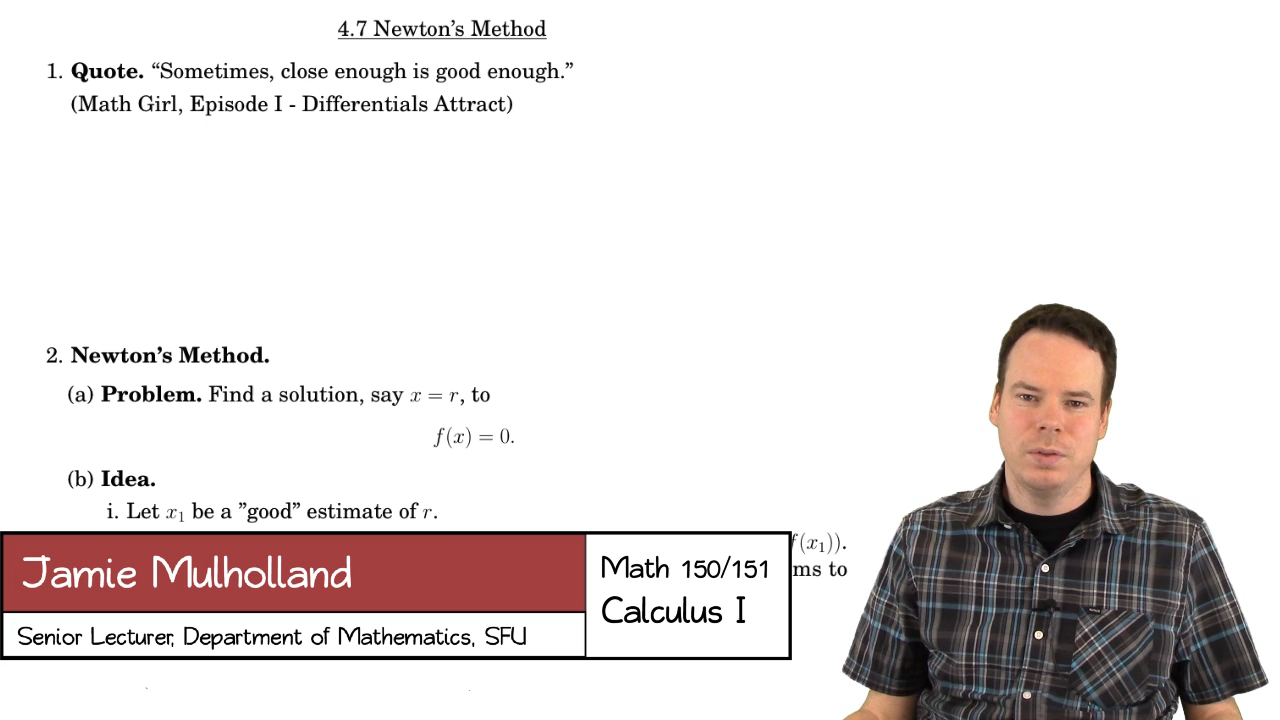 4.7 Newton's Method
1. Quote. “Sometimes, close enough is good enough.”
(Math Girl, Episode I - Differentials Attract)
2. Newton's Method.
(a) Problem. Find a solution, say x = r, to
f(x) = 0.
(b) Idea.
i. Let x₁ be a ”good” estimate of r.
f(x₁)).
ms to
Jamie Mulholland
Senior Lecturer, Department of Mathematics, SFU
Math 150/151
Calculus I